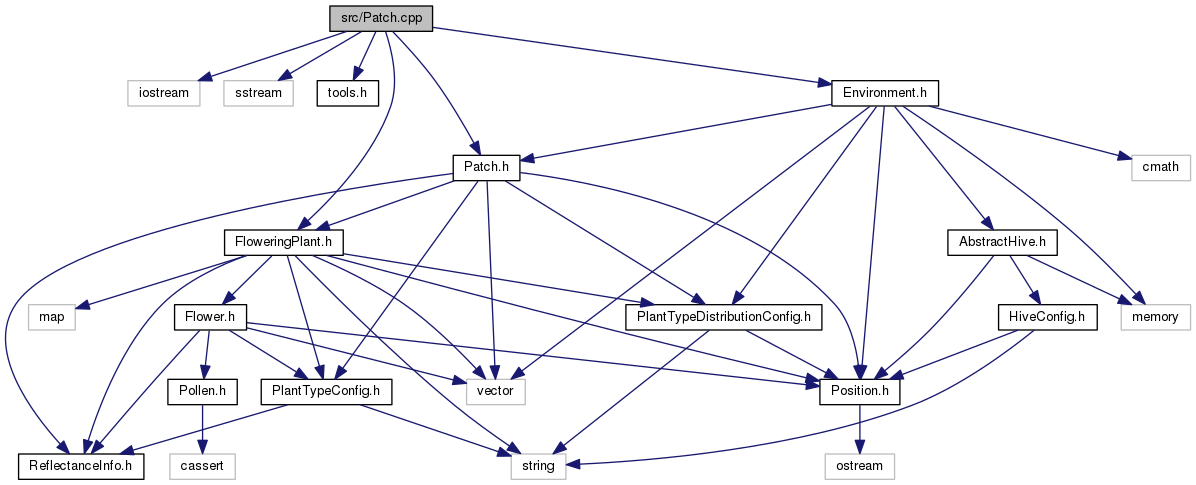 src/Patch.cpp
iostream
sstream
tools.h
Environment.h
Patch.h
cmath
FloweringPlant.h
AbstractHive.h
map
Flower.h
PlantTypeDistributionConfig.h
HiveConfig.h
memory
Pollen.h
PlantTypeConfig.h
vector
Position.h
ReflectanceInfo.h
cassert
string
ostream